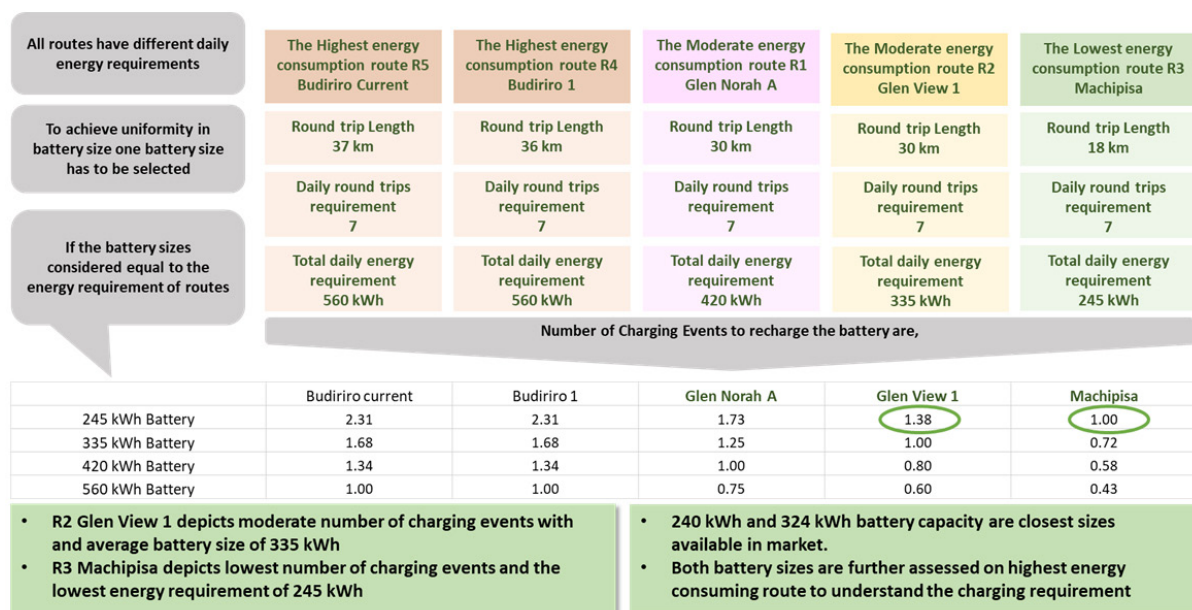 All routes have different daily
energy requirements
To achieve uniformity in
battery size one battery size
has to be selected
If the battery sizes
considered equal to the
energy requirement of routes
The Highest energy
consumption route R5
Budiriro Current
Round trip Length
37 km
Daily round trips
requirement
7
Total daily energy
requirement
560 kWh
The Highest energy
consumption route R4
Budiriro 1
Round trip Length
36 km
Daily round trips
requirement
7
Total daily energy
requirement
560 kWh
The Moderate energy
consumption route R1
Glen Norah A
Round trip Length
30 km
Daily round trips
requirement
7
Total daily energy
requirement
420 kWh
The Moderate energy
consumption route R2
Glen View 1
Round trip Length
30 km
Daily round trips
requirement
7
Total daily energy
requirement
335 kWh
The Lowest energy
consumption route R3
Machipisa
Round trip Length
18 km
Daily round trips
requirement
7
Total daily energy
requirement
245 kWh
Number of Charging Events to recharge the battery are,
Budiriro current Budiriro 1 Glen Norah A Glen View 1 Machipisa
245 kWh Battery 2.31 2.31 1.73 1.38 1.00
335 kWh Battery 1.68 1.68 1.25 1.00 0.72
420 kWh Battery 1.34 1.34 1.00 0.80 0.58
560 kWh Battery 1.00 1.00 0.75 0.60 0.43
• R2 Glen View 1 depicts moderate number of charging events with
and average battery size of 335 kWh
• R3 Machipisa depicts lowest number of charging events and the
lowest energy requirement of 245 kWh
• 240 kWh and 324 kWh battery capacity are closest sizes
available in market.
• Both battery sizes are further assessed on highest energy
consuming route to understand the charging requirement